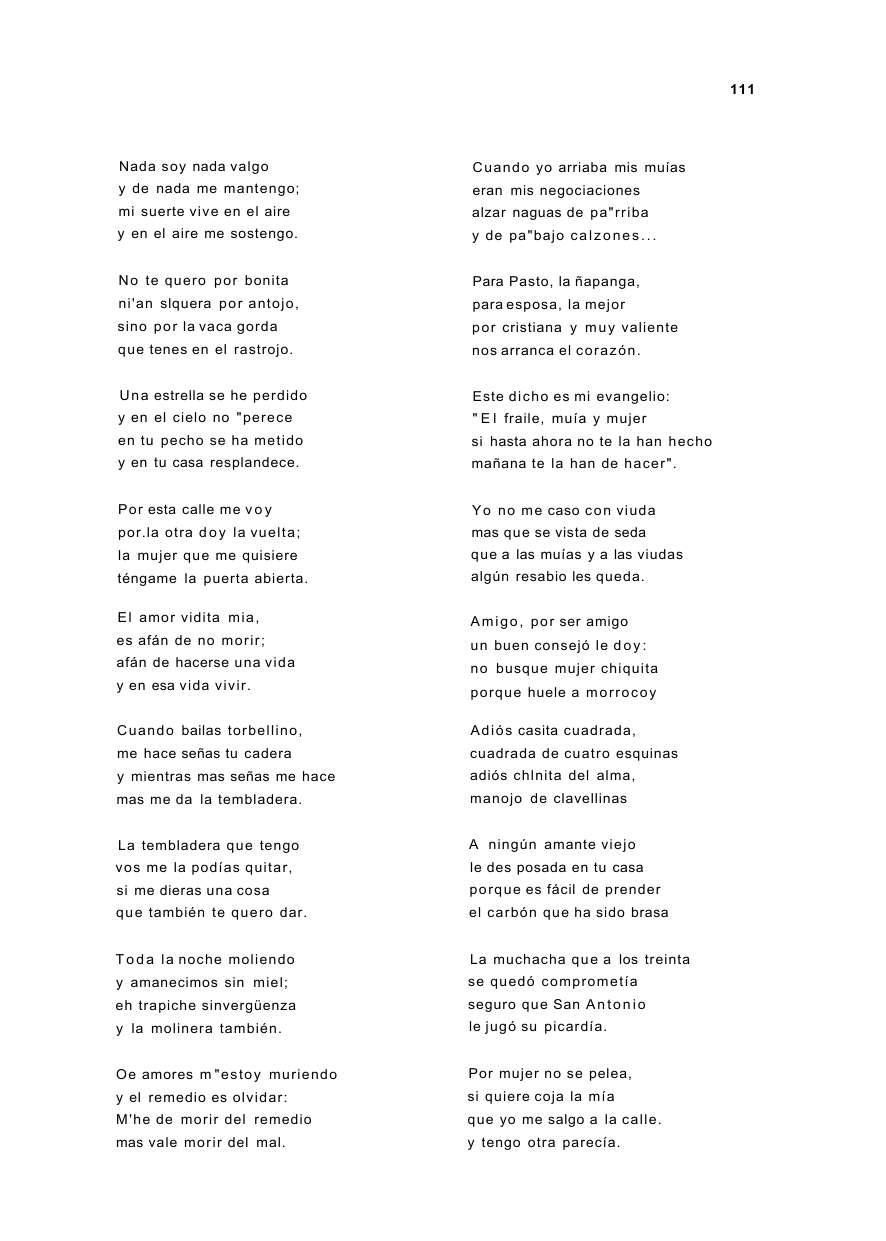 111
Nada soy nada valgo
y de nada me mantengo;
mi suerte vive en el aire
y en el aire me sostengo.
No te quero por bonita
ni'an slquera por antojo,
sino por la vaca gorda
que tenes en el rastrojo.
Una estrella se he perdido
y en el cielo no "perece
en tu pecho se ha metido
y en tu casa resplandece.
Por esta calle me voy
por.la otra doy la vuelta;
la mujer que me quisiere
téngame la puerta abierta.
El amor vidita mia,
es afán de no morir;
afán de hacerse una vida
y en esa vida vivir.
Cuando bailas torbellino,
me hace señas tu cadera
y mientras mas señas me hace
mas me da la tembladera.
La tembladera que tengo
vos me la podías quitar,
si me dieras una cosa
que también te quero dar.
Toda la noche moliendo
y amanecimos sin miel;
eh trapiche sinvergüenza
y la molinera también.
Oe amores m"estoy muriendo
y el remedio es olvidar:
M'he de morir del remedio
mas vale morir del mal.
Cuando yo arriaba mis muías
eran mis negociaciones
alzar naguas de pa"rriba
y de pa"bajo calzones...
Para Pasto, la ñapanga,
para esposa, la mejor
por cristiana y muy valiente
nos arranca el corazón.
Este dicho es mi evangelio:
"El fraile, muía y mujer
si hasta ahora no te la han hecho
mañana te la han de hacer".
Yo no me caso con viuda
mas que se vista de seda
que a las muías y a las viudas
algún resabio les queda.
Amigo, por ser amigo
un buen consejó le doy:
no busque mujer chiquita
porque huele a morrocoy
Adiós casita cuadrada,
cuadrada de cuatro esquinas
adiós chlnita del alma,
manojo de clavellinas
A ningún amante viejo
le des posada en tu casa
porque es fácil de prender
el carbón que ha sido brasa
La muchacha que a los treinta
se quedó comprometía
seguro que San Antonio
le jugó su picardía.
Por mujer no se pelea,
si quiere coja la mía
que yo me salgo a la calle.
y tengo otra parecía.